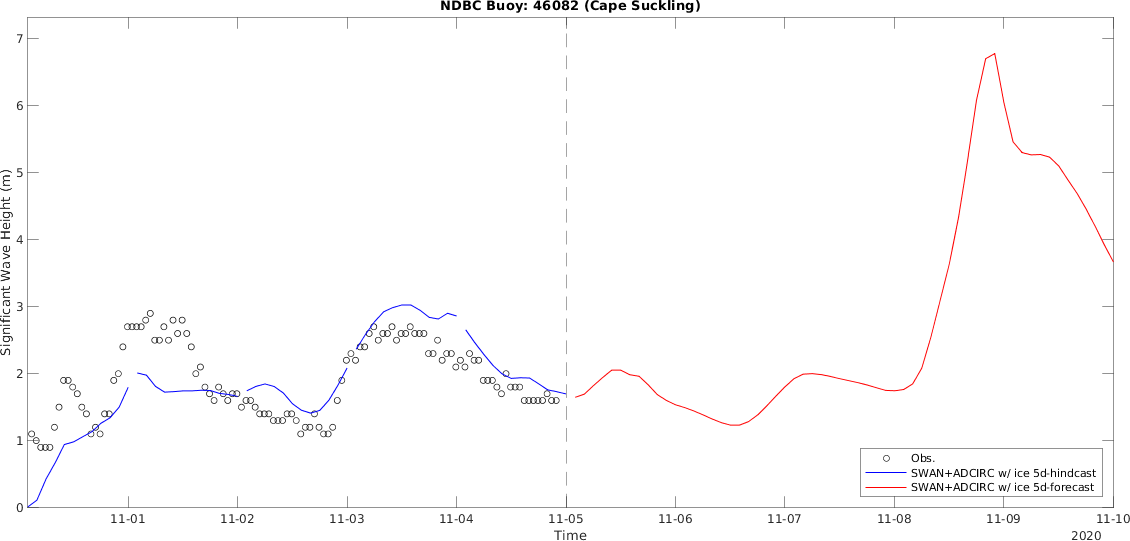 NDBC Buoy: 46082 (Cape Suckling)
7
6
5
4
3
2
1
0
Significant Wave Height (m)
Obs.
SWAN+ADCIRC w/ ice 5d-hindcast
SWAN+ADCIRC w/ ice 5d-forecast
11-01 11-02 11-03 11-04 11-05 11-06 11-07 11-08 11-09 11-10
Time
2020